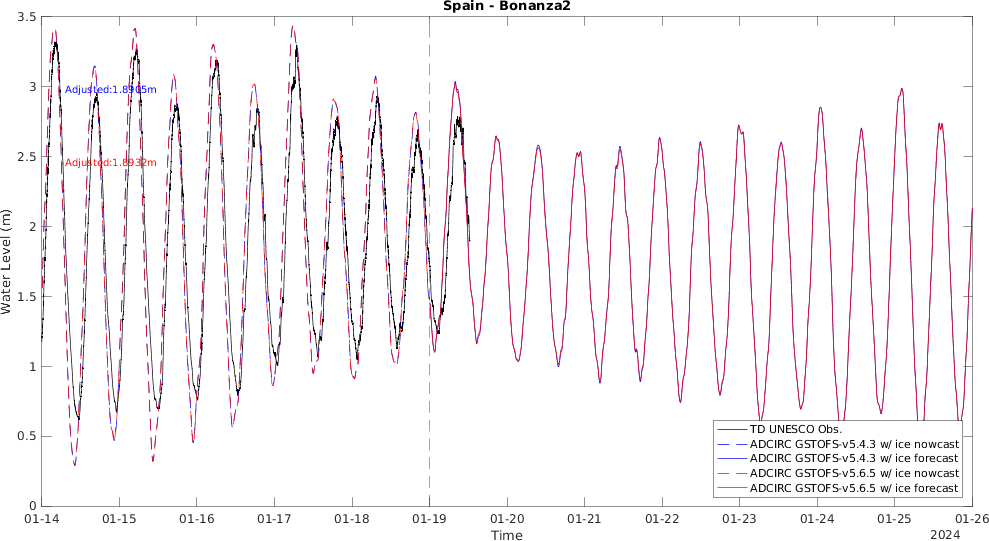 Spain - Bonanza2
3.5
3
2.5
2
1.5
1
0.5
0
Water Level (m)
Adjusted:1.8905m
Adjusted:1.8932m
TD UNESCO Obs.
ADCIRC GSTOFS-v5.4.3 w/ ice nowcast
ADCIRC GSTOFS-v5.4.3 w/ ice forecast
ADCIRC GSTOFS-v5.6.5 w/ ice nowcast
ADCIRC GSTOFS-v5.6.5 w/ ice forecast
01-14 01-15 01-16 01-17 01-18 01-19 01-20 01-21 01-22 01-23 01-24 01-25 01-26
Time
2024